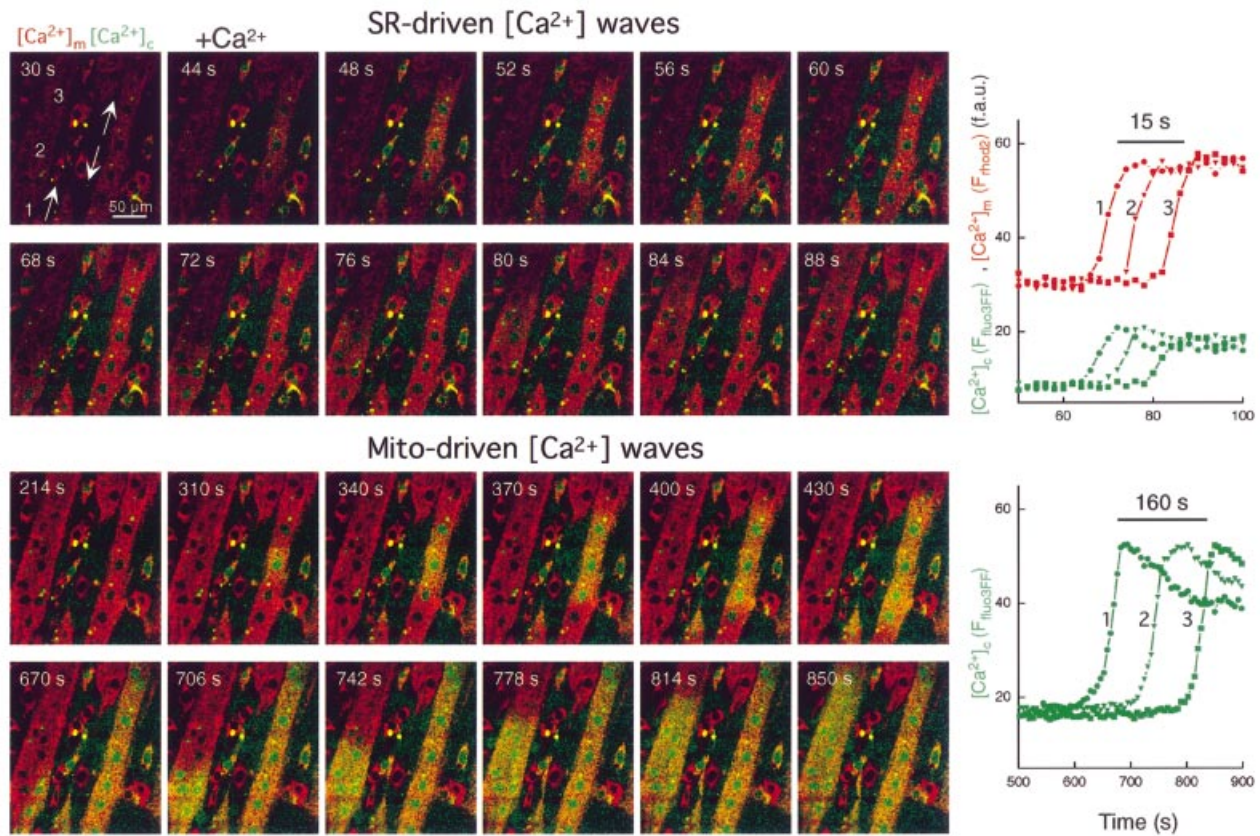 SR-driven [Ca²⁺] waves
[Ca²⁺]m [Ca²⁺]c
+Ca²⁺
30 s
44 s
48 s
52 s
56 s
60 s
3
2
1
50 µm
68 s
72 s
76 s
80 s
84 s
88 s
[Ca²⁺]c (Ffluo3FF) , [Ca²⁺]m (Frhod2) (f.a.u.)
15 s
60
40
20
1
2
3
60
80
100
Mito-driven [Ca²⁺] waves
214 s
310 s
340 s
370 s
400 s
430 s
670 s
706 s
742 s
778 s
814 s
850 s
[Ca²⁺]c (Ffluo3FF)
160 s
60
40
20
1
2
3
500
600
700
800
900
Time (s)